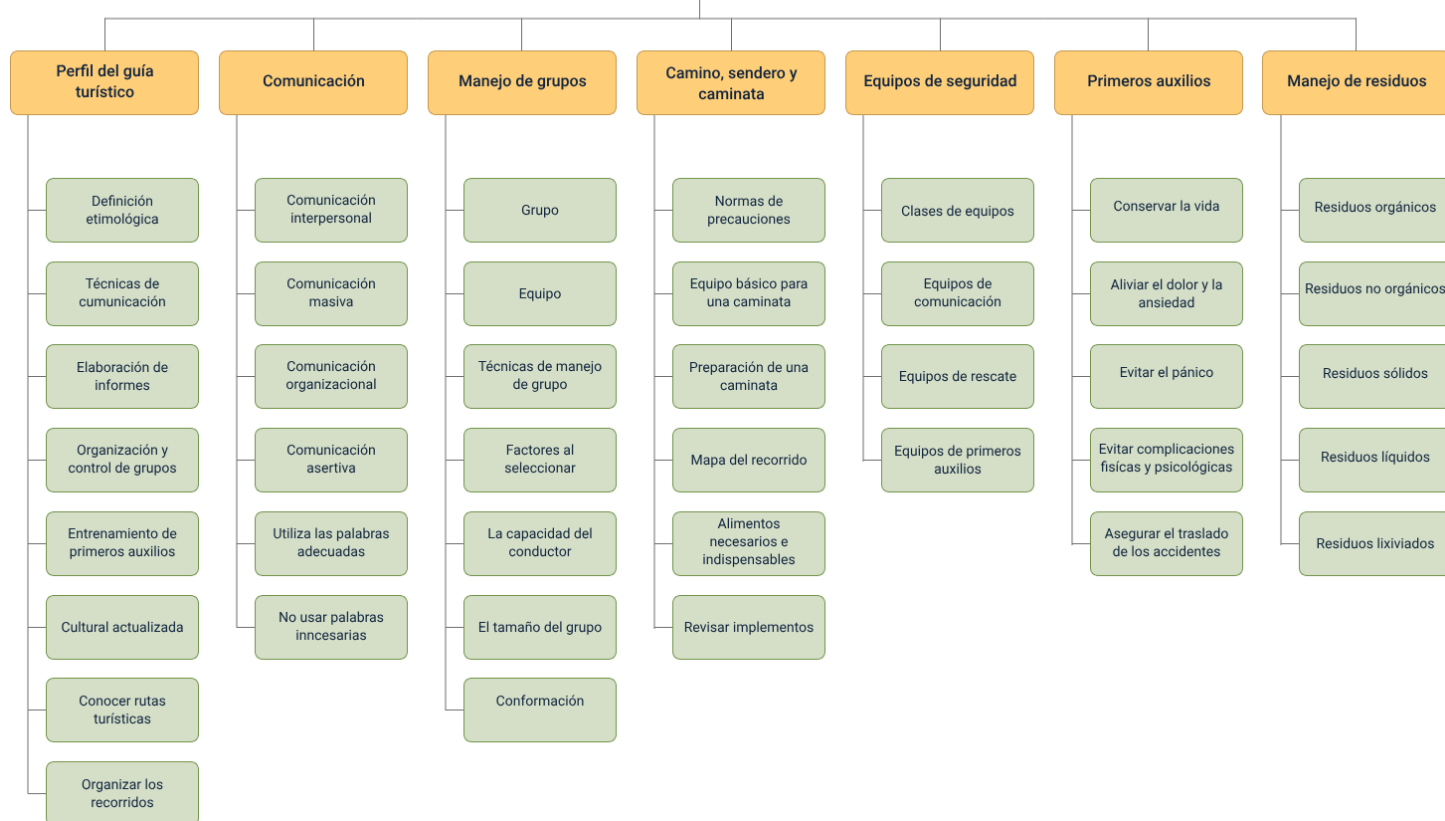 Perfil del guía
turístico
Definición
etimológica
Técnicas de
cumunicación
Elaboración de
informes
Organización y
control de grupos
Entrenamiento de
primeros auxilios
Cultural actualizada
Conocer rutas
turísticas
Organizar los
recorridos
Comunicación
Comunicación
interpersonal
Comunicación
masiva
Comunicación
organizacional
Comunicación
asertiva
Utiliza las palabras
adecuadas
No usar palabras
inncesarias
Manejo de grupos
Grupo
Equipo
Técnicas de manejo
de grupo
Factores al
seleccionar
La capacidad del
conductor
El tamaño del grupo
Conformación
Camino, sendero y
caminata
Normas de
precauciones
Equipo básico para
una caminata
Preparación de una
caminata
Mapa del recorrido
Alimentos
necesarios e
indispensables
Revisar implementos
Equipos de seguridad
Clases de equipos
Equipos de
comunicación
Equipos de rescate
Equipos de primeros
auxilios
Primeros auxilios
Conservar la vida
Aliviar el dolor y la
ansiedad
Evitar el pánico
Evitar complicaciones
fisícas y psicológicas
Asegurar el traslado
de los accidentes
Manejo de residuos
Residuos orgánicos
Residuos no orgánicos
Residuos sólidos
Residuos líquidos
Residuos lixiviados